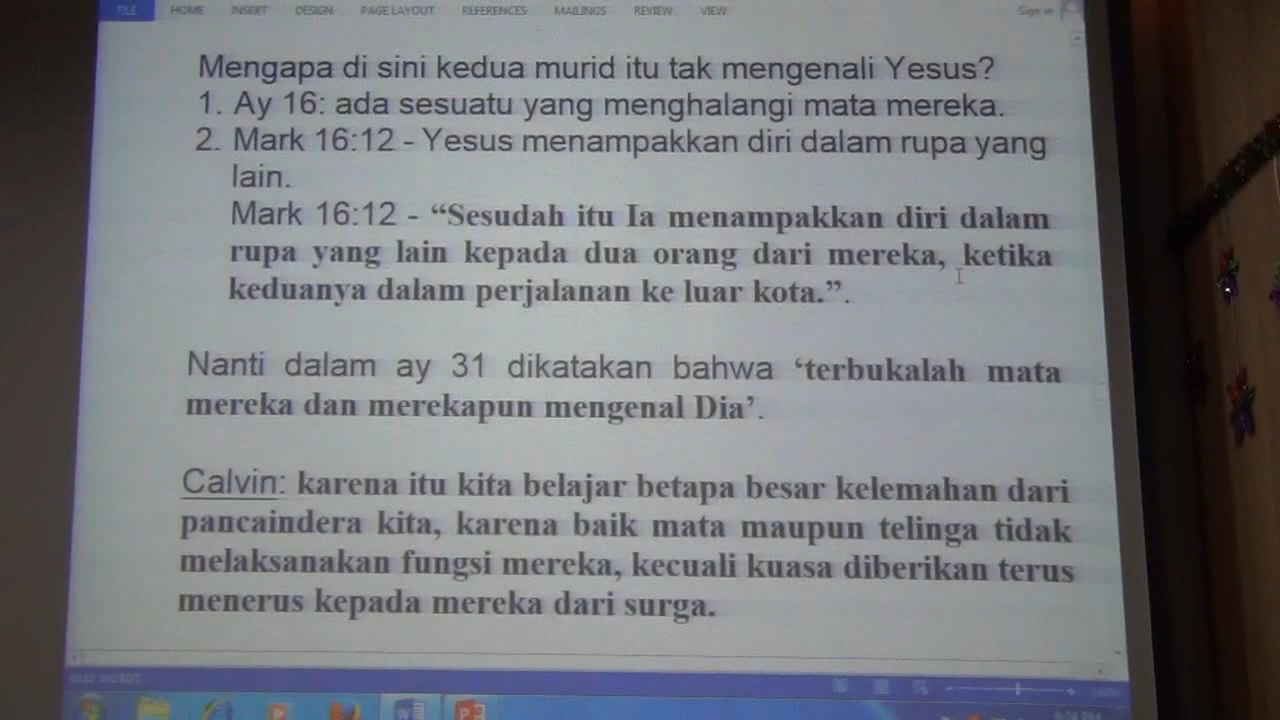 FILE HOME INSERT DESIGN PAGE LAYOUT REFERENCES MAILINGS REVIEW VIEW Sign in
Mengapa di sini kedua murid itu tak mengenali Yesus?
1. Ay 16: ada sesuatu yang menghalangi mata mereka.
2. Mark 16:12 - Yesus menampakkan diri dalam rupa yang
lain.
Mark 16:12 - “Sesudah itu Ia menampakkan diri dalam
rupa yang lain kepada dua orang dari mereka, ketika
keduanya dalam perjalanan ke luar kota.”.
Nanti dalam ay 31 dikatakan bahwa ‘terbukalah mata
mereka dan merekapun mengenal Dia’.
Calvin: karena itu kita belajar betapa besar kelemahan dari
pancaindera kita, karena baik mata maupun telinga tidak
melaksanakan fungsi mereka, kecuali kuasa diberikan terus
menerus kepada mereka dari surga.
WORDS